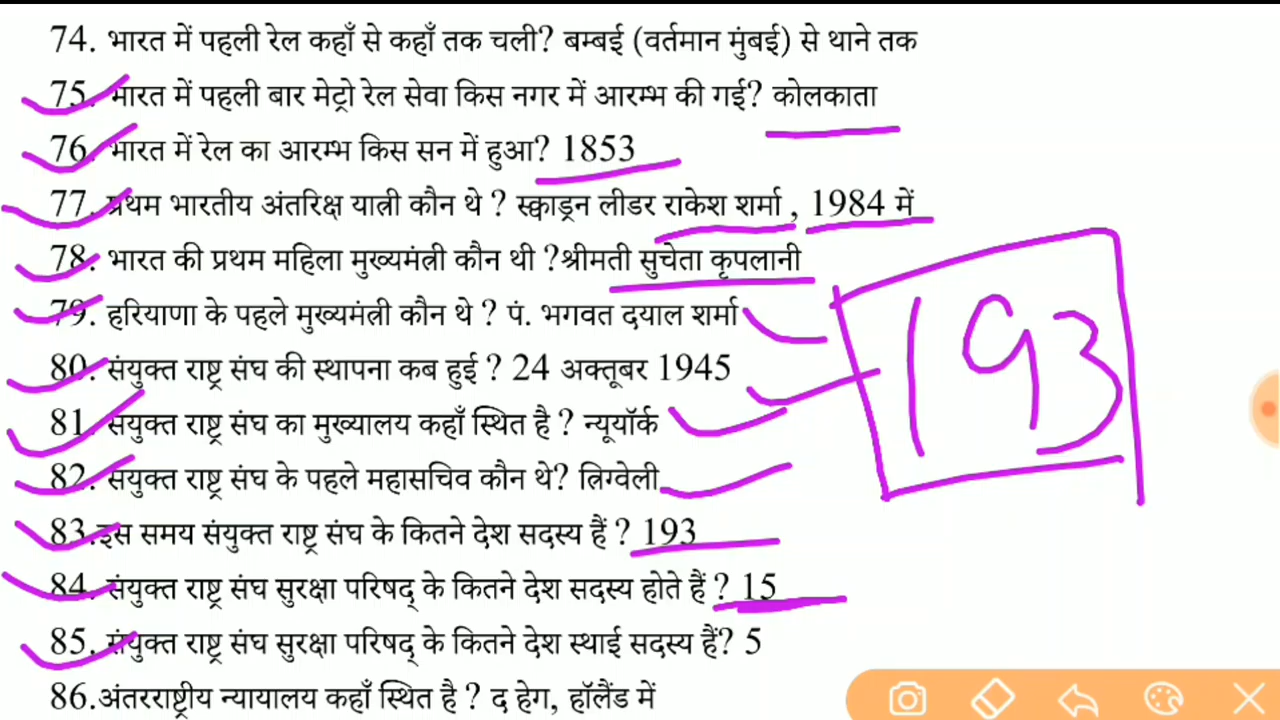 74. भारत में पहली रेल कहाँ से कहाँ तक चली? बम्बई (वर्तमान मुंबई) से थाने तक
75. भारत में पहली बार मेट्रो रेल सेवा किस नगर में आरम्भ की गई? कोलकाता
76. भारत में रेल का आरम्भ किस सन में हुआ? 1853
77. प्रथम भारतीय अंतरिक्ष यात्री कौन थे ? स्क्वाड्रन लीडर राकेश शर्मा , 1984 में
78. भारत की प्रथम महिला मुख्यमंत्री कौन थी ?श्रीमती सुचेता कृपलानी
79. हरियाणा के पहले मुख्यमंत्री कौन थे ? पं. भगवत दयाल शर्मा
80. संयुक्त राष्ट्र संघ की स्थापना कब हुई ? 24 अक्तूबर 1945
81. संयुक्त राष्ट्र संघ का मुख्यालय कहाँ स्थित है ? न्यूयॉर्क
82. संयुक्त राष्ट्र संघ के पहले महासचिव कौन थे? त्रिग्वेली
83.इस समय संयुक्त राष्ट्र संघ के कितने देश सदस्य हैं ? 193
84. संयुक्त राष्ट्र संघ सुरक्षा परिषद् के कितने देश सदस्य होते हैं ? 15
85. संयुक्त राष्ट्र संघ सुरक्षा परिषद् के कितने देश स्थाई सदस्य हैं? 5
86.अंतरराष्ट्रीय न्यायालय कहाँ स्थित है ? द हेग, हॉलैंड में
193